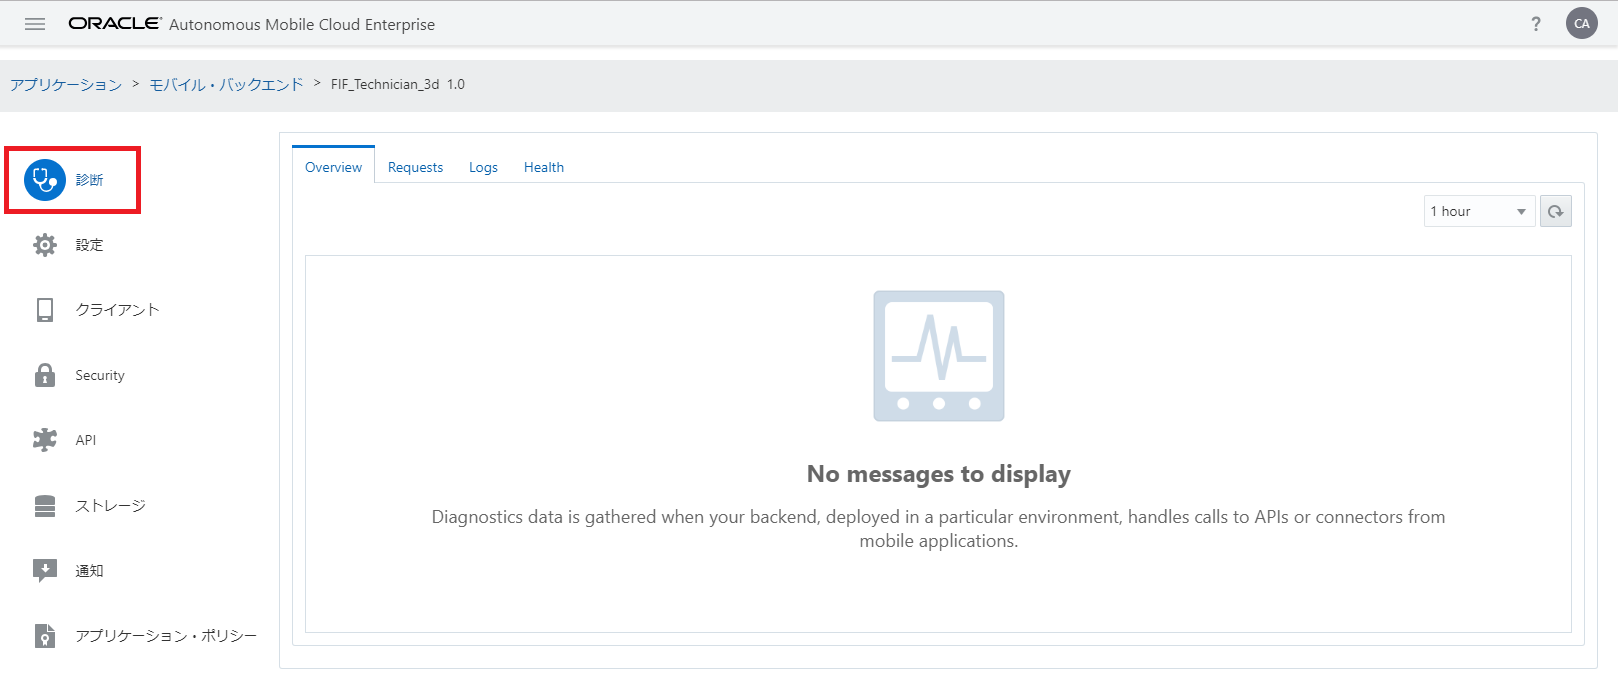 ORACLE Autonomous Mobile Cloud Enterprise
? CA
アプリケーション > モバイル・バックエンド > FIF_Technician_3d 1.0
診断
設定
クライアント
Security
API
ストレージ
通知
アプリケーション・ポリシー
Overview Requests Logs Health
1 hour
No messages to display
Diagnostics data is gathered when your backend, deployed in a particular environment, handles calls to APIs or connectors from
mobile applications.